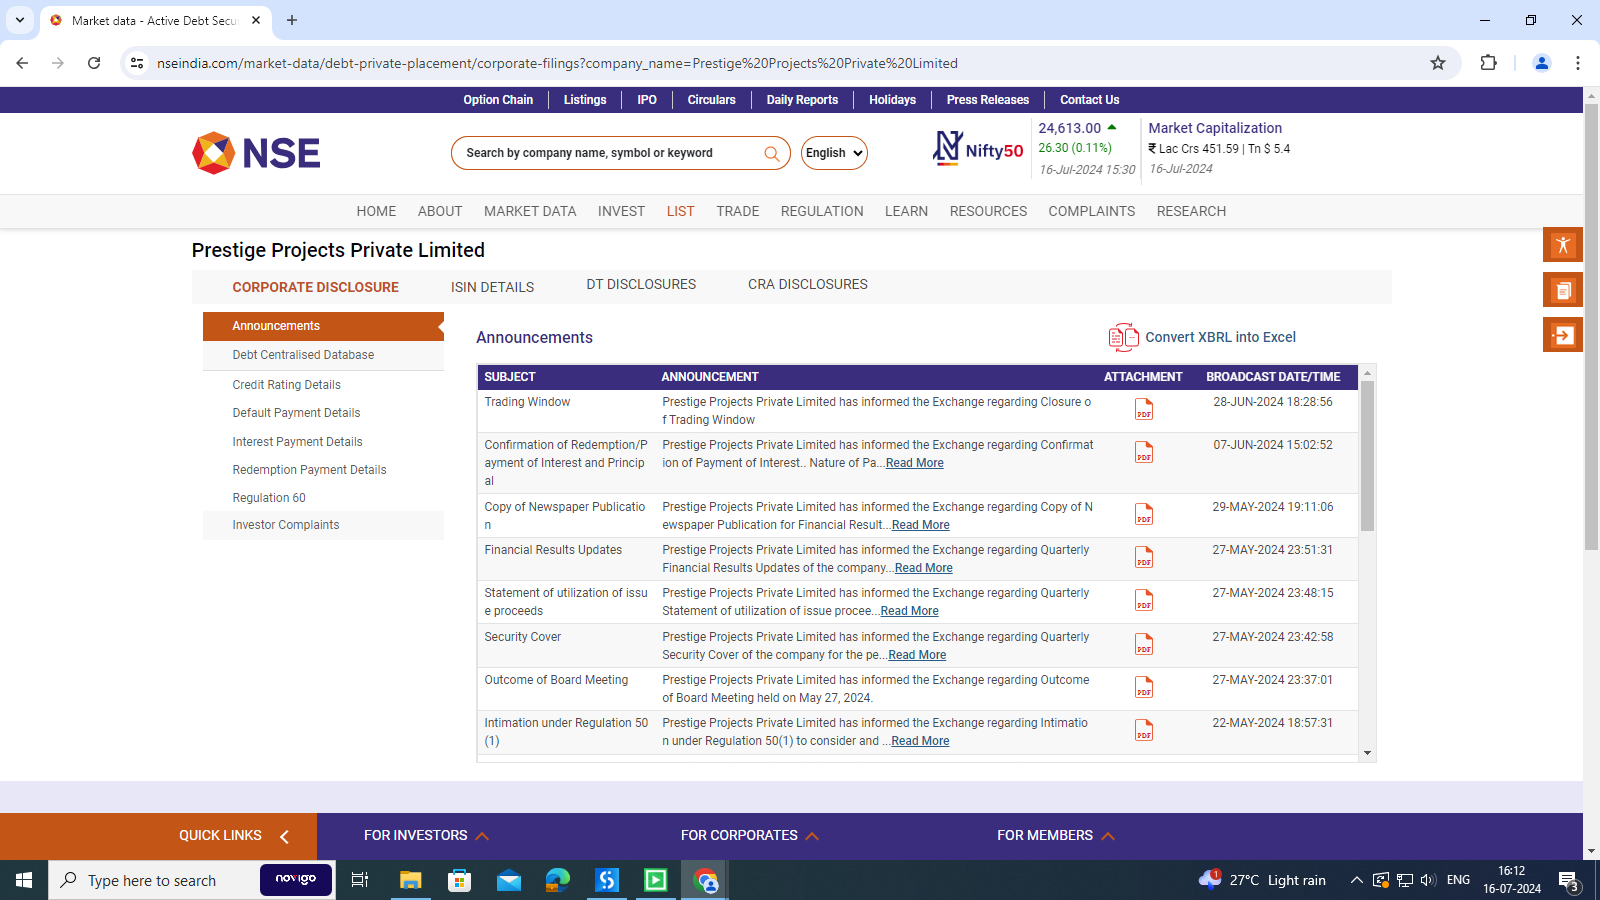 Market data - Active Debt Secu
nseindia.com/market-data/debt-private-placement/corporate-filings?company_name=Prestige%20Projects%20Private%20Limited
Option Chain
Listings
IPO
Circulars
Daily Reports
Holidays
Press Releases
Contact Us
NSE
Search by company name, symbol or keyword
English
Nifty50
24,613.00
26.30 (0.11%)
16-Jul-2024 15:30
Market Capitalization
₹ Lac Crs 451.59 | Tn $ 5.4
16-Jul-2024
HOME
ABOUT
MARKET DATA
INVEST
LIST
TRADE
REGULATION
LEARN
RESOURCES
COMPLAINTS
RESEARCH
Prestige Projects Private Limited
CORPORATE DISCLOSURE
ISIN DETAILS
DT DISCLOSURES
CRA DISCLOSURES
Announcements
Debt Centralised Database
Credit Rating Details
Default Payment Details
Interest Payment Details
Redemption Payment Details
Regulation 60
Investor Complaints
Announcements
Convert XBRL into Excel
SUBJECT
ANNOUNCEMENT
ATTACHMENT
BROADCAST DATE/TIME
Trading Window
Prestige Projects Private Limited has informed the Exchange regarding Closure o
f Trading Window
PDF
28-JUN-2024 18:28:56
Confirmation of Redemption/P
ayment of Interest and Princip
al
Prestige Projects Private Limited has informed the Exchange regarding Confirmat
ion of Payment of Interest.. Nature of Pa...Read More
PDF
07-JUN-2024 15:02:52
Copy of Newspaper Publicatio
n
Prestige Projects Private Limited has informed the Exchange regarding Copy of N
ewspaper Publication for Financial Result...Read More
PDF
29-MAY-2024 19:11:06
Financial Results Updates
Prestige Projects Private Limited has informed the Exchange regarding Quarterly
Financial Results Updates of the company...Read More
PDF
27-MAY-2024 23:51:31
Statement of utilization of issu
e proceeds
Prestige Projects Private Limited has informed the Exchange regarding Quarterly
Statement of utilization of issue procee...Read More
PDF
27-MAY-2024 23:48:15
Security Cover
Prestige Projects Private Limited has informed the Exchange regarding Quarterly
Security Cover of the company for the pe...Read More
PDF
27-MAY-2024 23:42:58
Outcome of Board Meeting
Prestige Projects Private Limited has informed the Exchange regarding Outcome
of Board Meeting held on May 27, 2024.
PDF
27-MAY-2024 23:37:01
Intimation under Regulation 50
(1)
Prestige Projects Private Limited has informed the Exchange regarding Intimatio
n under Regulation 50(1) to consider and ...Read More
PDF
22-MAY-2024 18:57:31
QUICK LINKS
FOR INVESTORS
FOR CORPORATES
FOR MEMBERS
Type here to search
novigo
1
27°C Light rain
ENG
16:12
16-07-2024
3